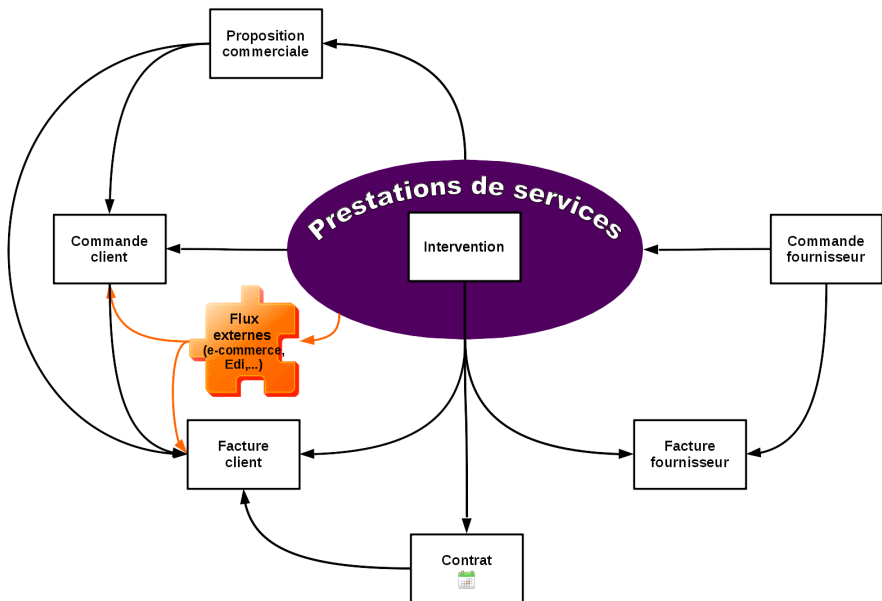 Proposition
commerciale
Prestations de services
Commande
client
Intervention
Commande
fournisseur
Flux
externes
(e-commerce,
Edi,...)
Facture
client
Facture
fournisseur
Contrat